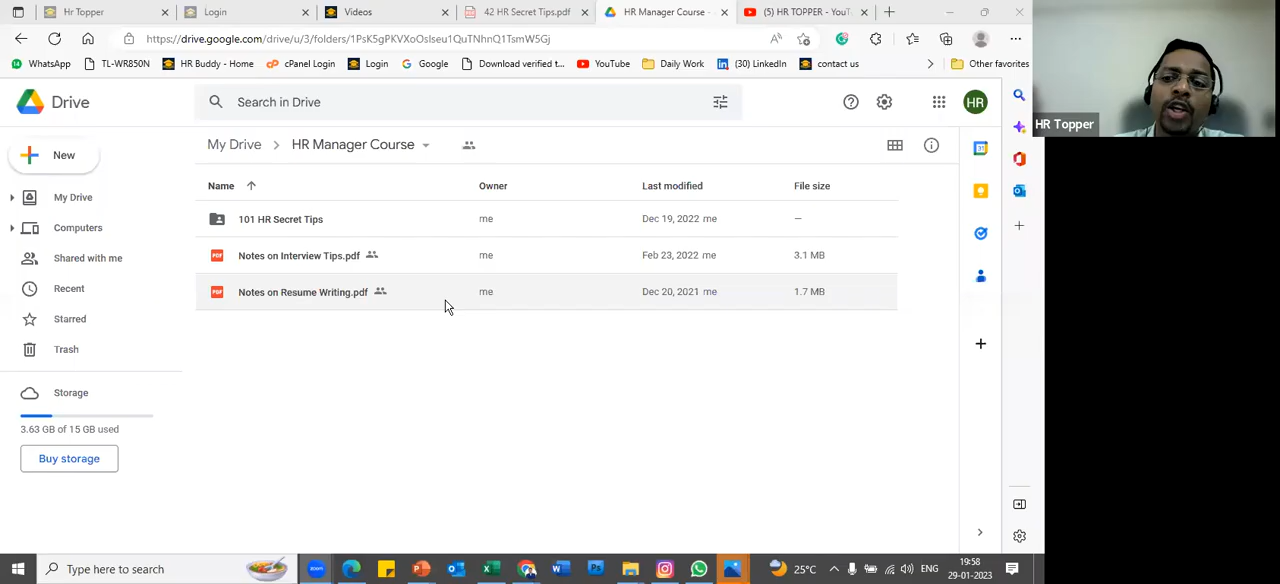 Hr Topper
Login
Videos
42 HR Secret Tips.pdf
HR Manager Course -
(5) HR TOPPER - YouT
https://drive.google.com/drive/u/3/folders/1PsK5gPKVXoOsIseu1QuTNhnQ1TsmW5Gj
WhatsApp
TL-WR850N
HR Buddy - Home
cPanel Login
Login
Google
Download verified t...
YouTube
Daily Work
(30) LinkedIn
contact us
Other favorites
Drive
Search in Drive
HR
HR Topper
New
My Drive
HR Manager Course
Name
Owner
Last modified
File size
My Drive
Computers
Shared with me
Recent
Starred
Trash
Storage
3.63 GB of 15 GB used
Buy storage
101 HR Secret Tips me Dec 19, 2022 me —
Notes on Interview Tips.pdf me Feb 23, 2022 me 3.1 MB
Notes on Resume Writing.pdf me Dec 20, 2021 me 1.7 MB
Type here to search
zoom
25°C
ENG
19:58
29-01-2023